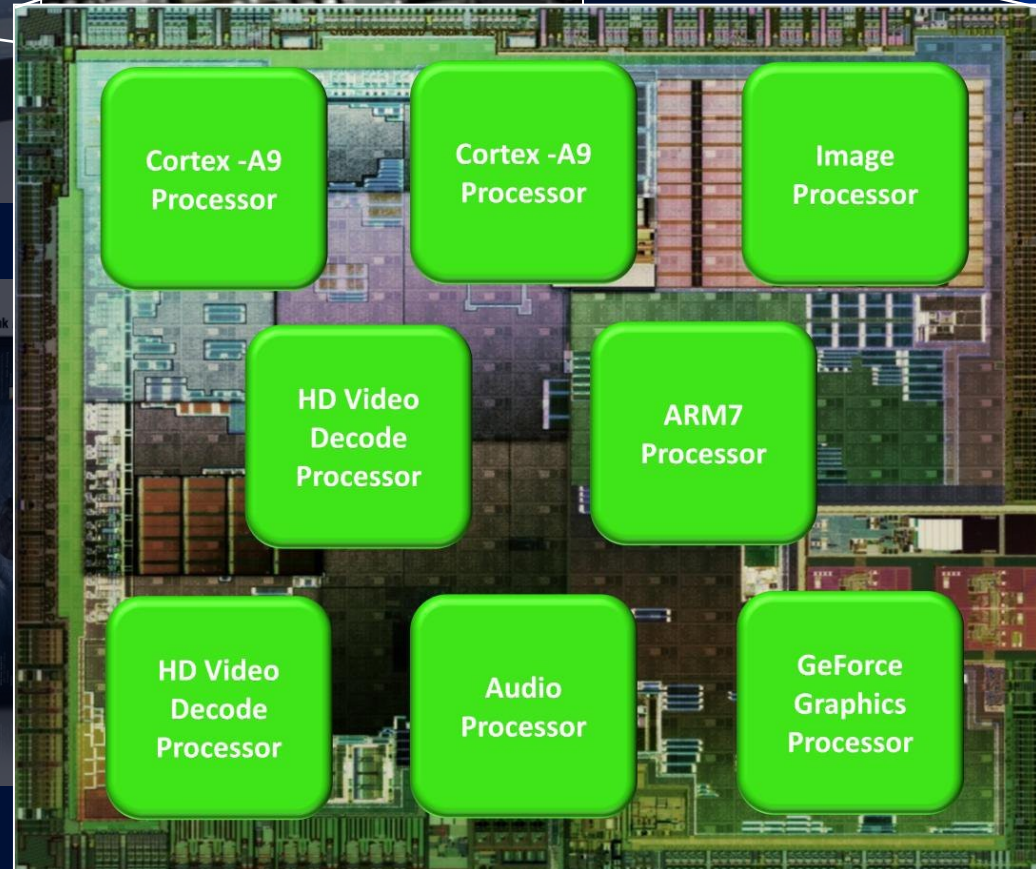 Cortex -A9
Processor
Cortex -A9
Processor
Image
Processor
HD Video
Decode
Processor
ARM7
Processor
HD Video
Decode
Processor
Audio
Processor
GeForce
Graphics
Processor